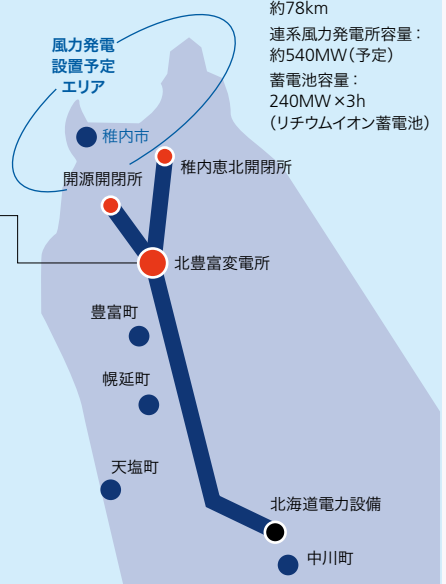 約78km
連系風力発電所容量：
約540MW（予定）
蓄電池容量：
240MW×3h
（リチウムイオン蓄電池）
風力発電
設置予定
エリア
稚内市
稚内恵北開閉所
開源開閉所
北豊富変電所
豊富町
幌延町
天塩町
北海道電力設備
中川町